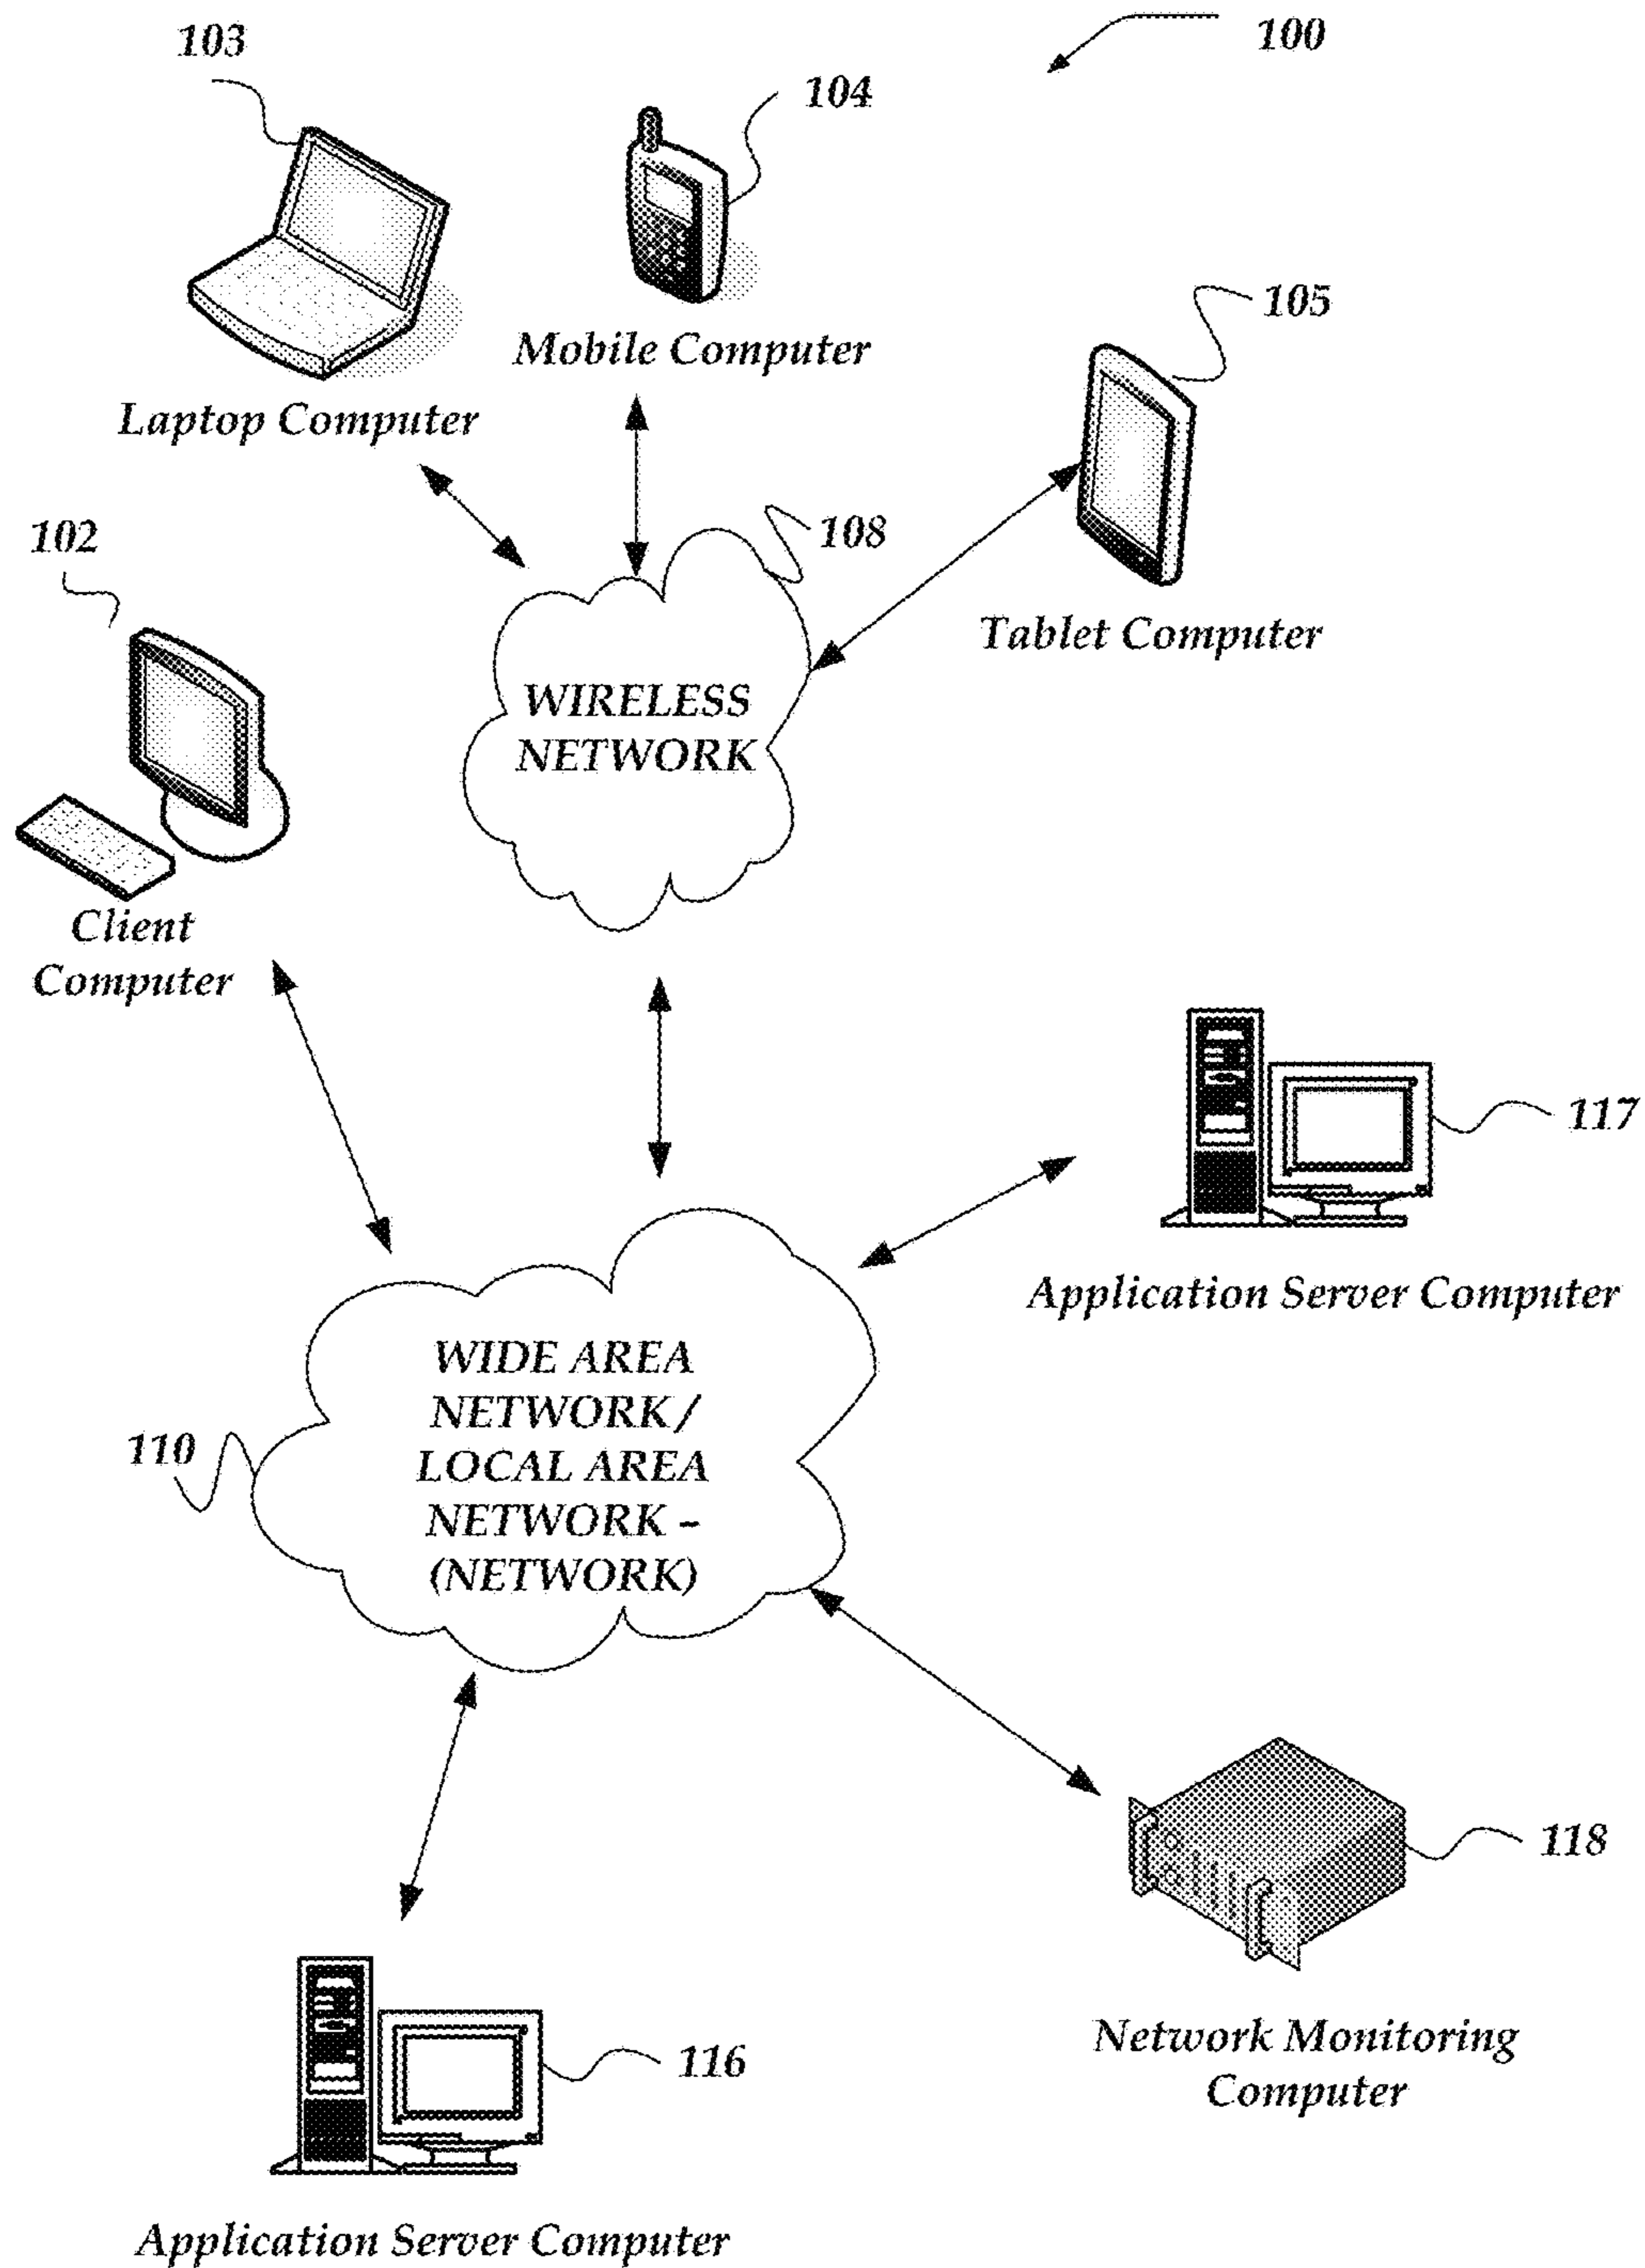 103
100
104
Mobile Computer
105
Laptop Computer
102
108
Tablet Computer
WIRELESS
NETWORK
Client
Computer
117
Application Server Computer
WIDE AREA
NETWORK /
LOCAL AREA
NETWORK –
(NETWORK)
110
118
Network Monitoring
Computer
116
Application Server Computer